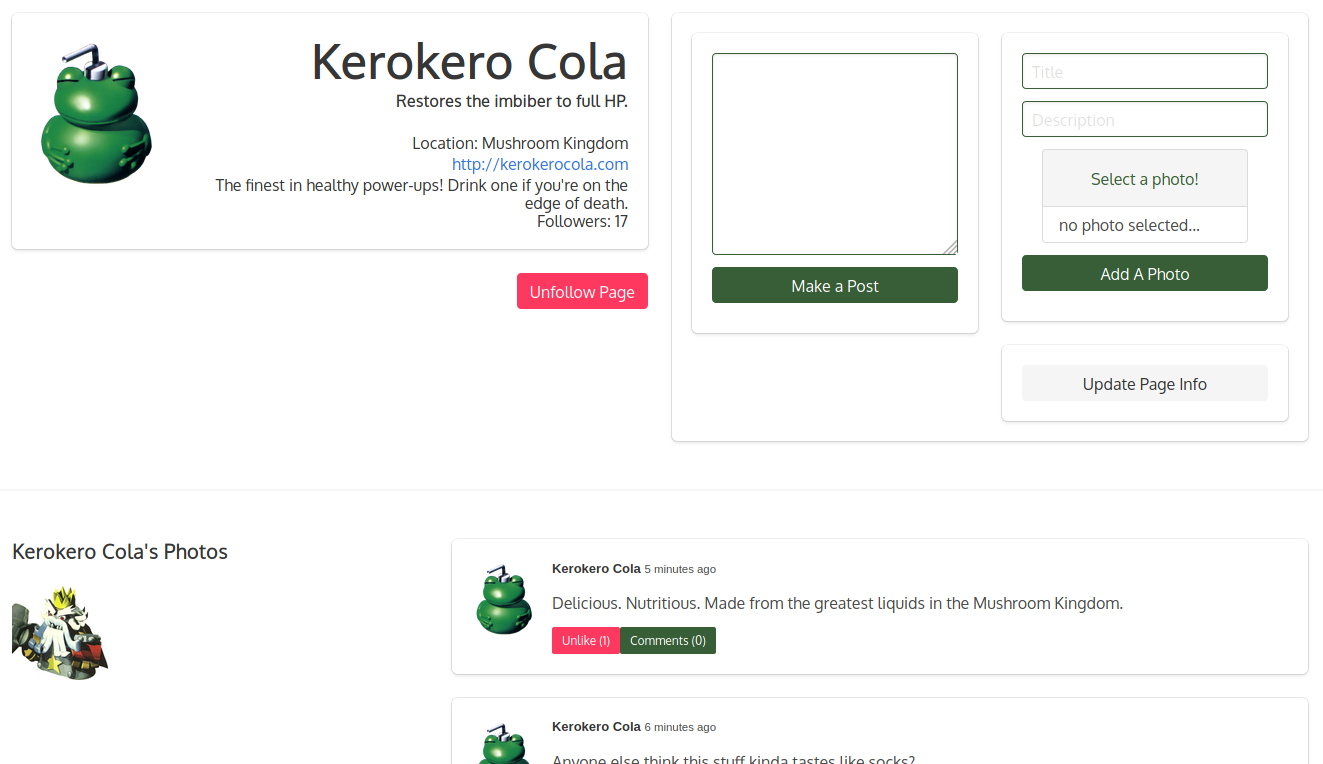 Kerokero Cola
Restores the imbiber to full HP.
Location: Mushroom Kingdom
http://kerokerocola.com
The finest in healthy power-ups! Drink one if you're on the
edge of death.
Followers: 17
Unfollow Page
Make a Post
Title
Description
Select a photo!
no photo selected...
Add A Photo
Update Page Info
Kerokero Cola's Photos
Kerokero Cola 5 minutes ago
Delicious. Nutritious. Made from the greatest liquids in the Mushroom Kingdom.
Unlike (1) Comments (0)
Kerokero Cola 6 minutes ago
Anyone else think this stuff kinda tastes like socks?